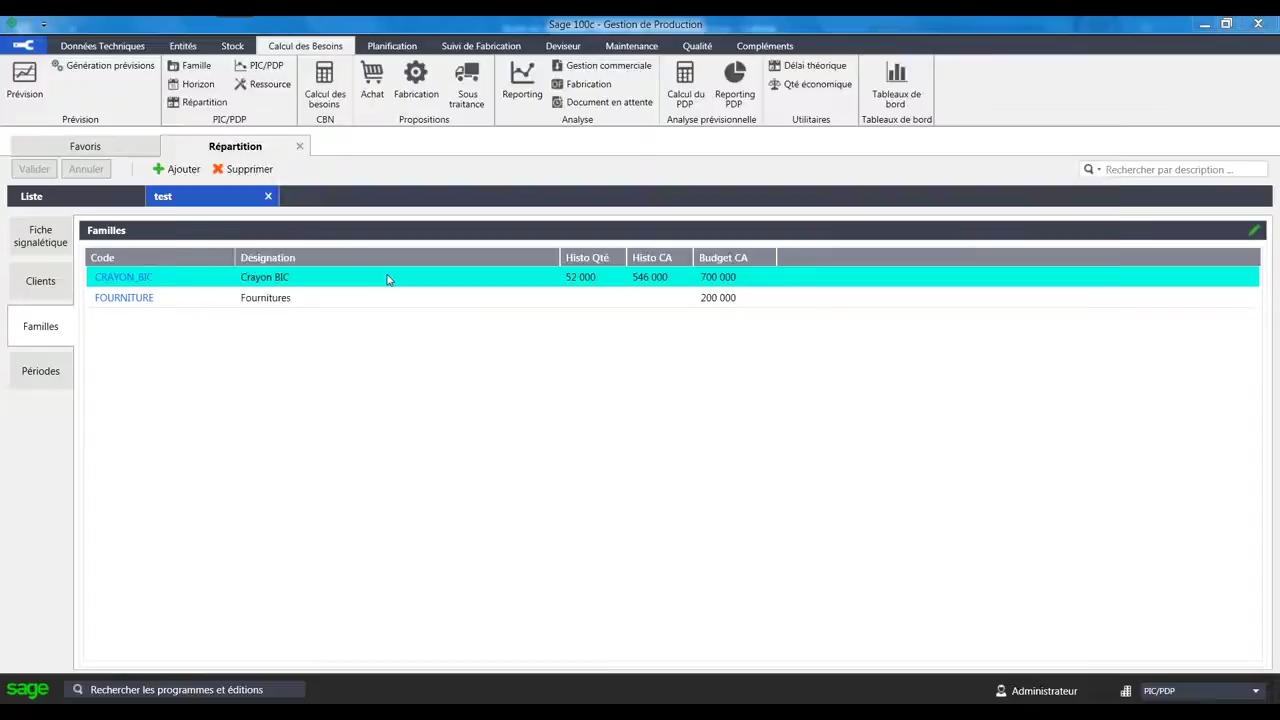 Sage 100c - Gestion de Production
Données Techniques Entités Stock Calcul des Besoins Planification Suivi de Fabrication Deviseur Maintenance Qualité Compléments
Prévision
Génération prévisions
Prévision
Famille
PIC/PDP
Horizon
Ressource
Répartition
PIC/PDP
Calcul des
besoins
CBN
Achat
Fabrication
Sous
traitance
Propositions
Reporting
Gestion commerciale
Fabrication
Document en attente
Analyse
Calcul du
PDP
Reporting
PDP
Analyse prévisionnelle
Délai théorique
Qté économique
Utilitaires
Tableaux de
bord
Tableaux de bord
Favoris Répartition
Valider Annuler Ajouter Supprimer Rechercher par description ...
Liste test
Fiche
signalétique
Clients
Familles
Périodes
Familles
Code Désignation Histo Qté Histo CA Budget CA
CRAYON_BIC Crayon BIC 52 000 546 000 700 000
FOURNITURE Fournitures 200 000
sage Rechercher les programmes et éditions Administrateur PIC/PDP